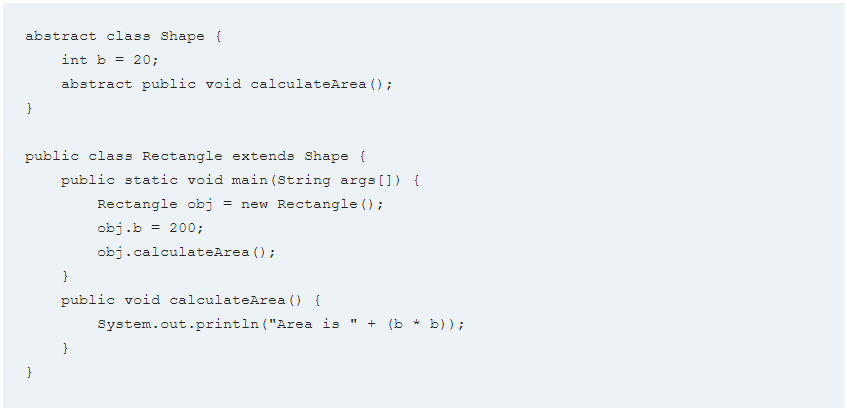 abstract class Shape {
    int b = 20;
    abstract public void calculateArea();
}

public class Rectangle extends Shape {
    public static void main(String args[]) {
        Rectangle obj = new Rectangle();
        obj.b = 200;
        obj.calculateArea();
    }
    public void calculateArea() {
        System.out.println("Area is " + (b * b));
    }
}